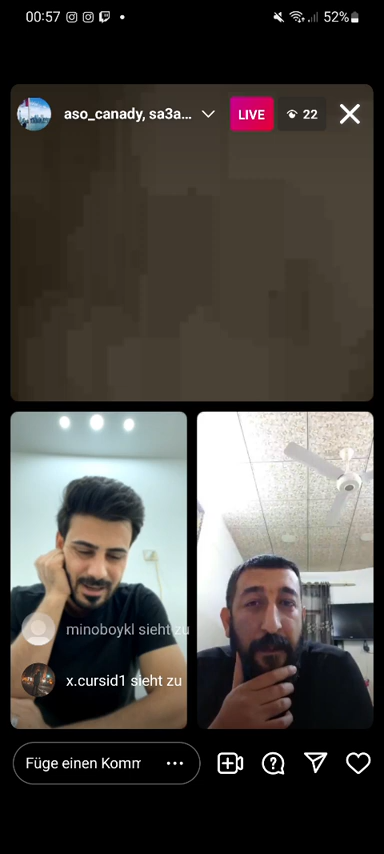 00:57 52%
aso_canady, sa3a... LIVE 22
minoboykl sieht zu
x.cursid1 sieht zu
Füge einen Komm